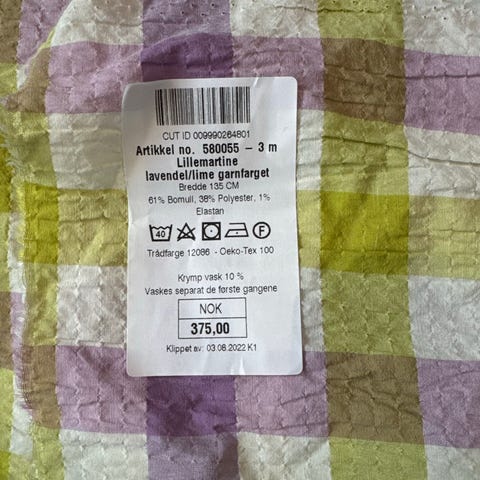 CUT ID 009990264801
Artikkel no. 580055 – 3 m
Lillemartine
lavendel/lime garnfarget
Bredde 135 CM
61% Bomull, 38% Polyester, 1%
Elastan
40 F
Trådfarge 12086 - Oeko-Tex 100
Krymp vask 10 %
Vaskes separat de første gangene
NOK
375,00
Klippet av: 03.08.2022 K1